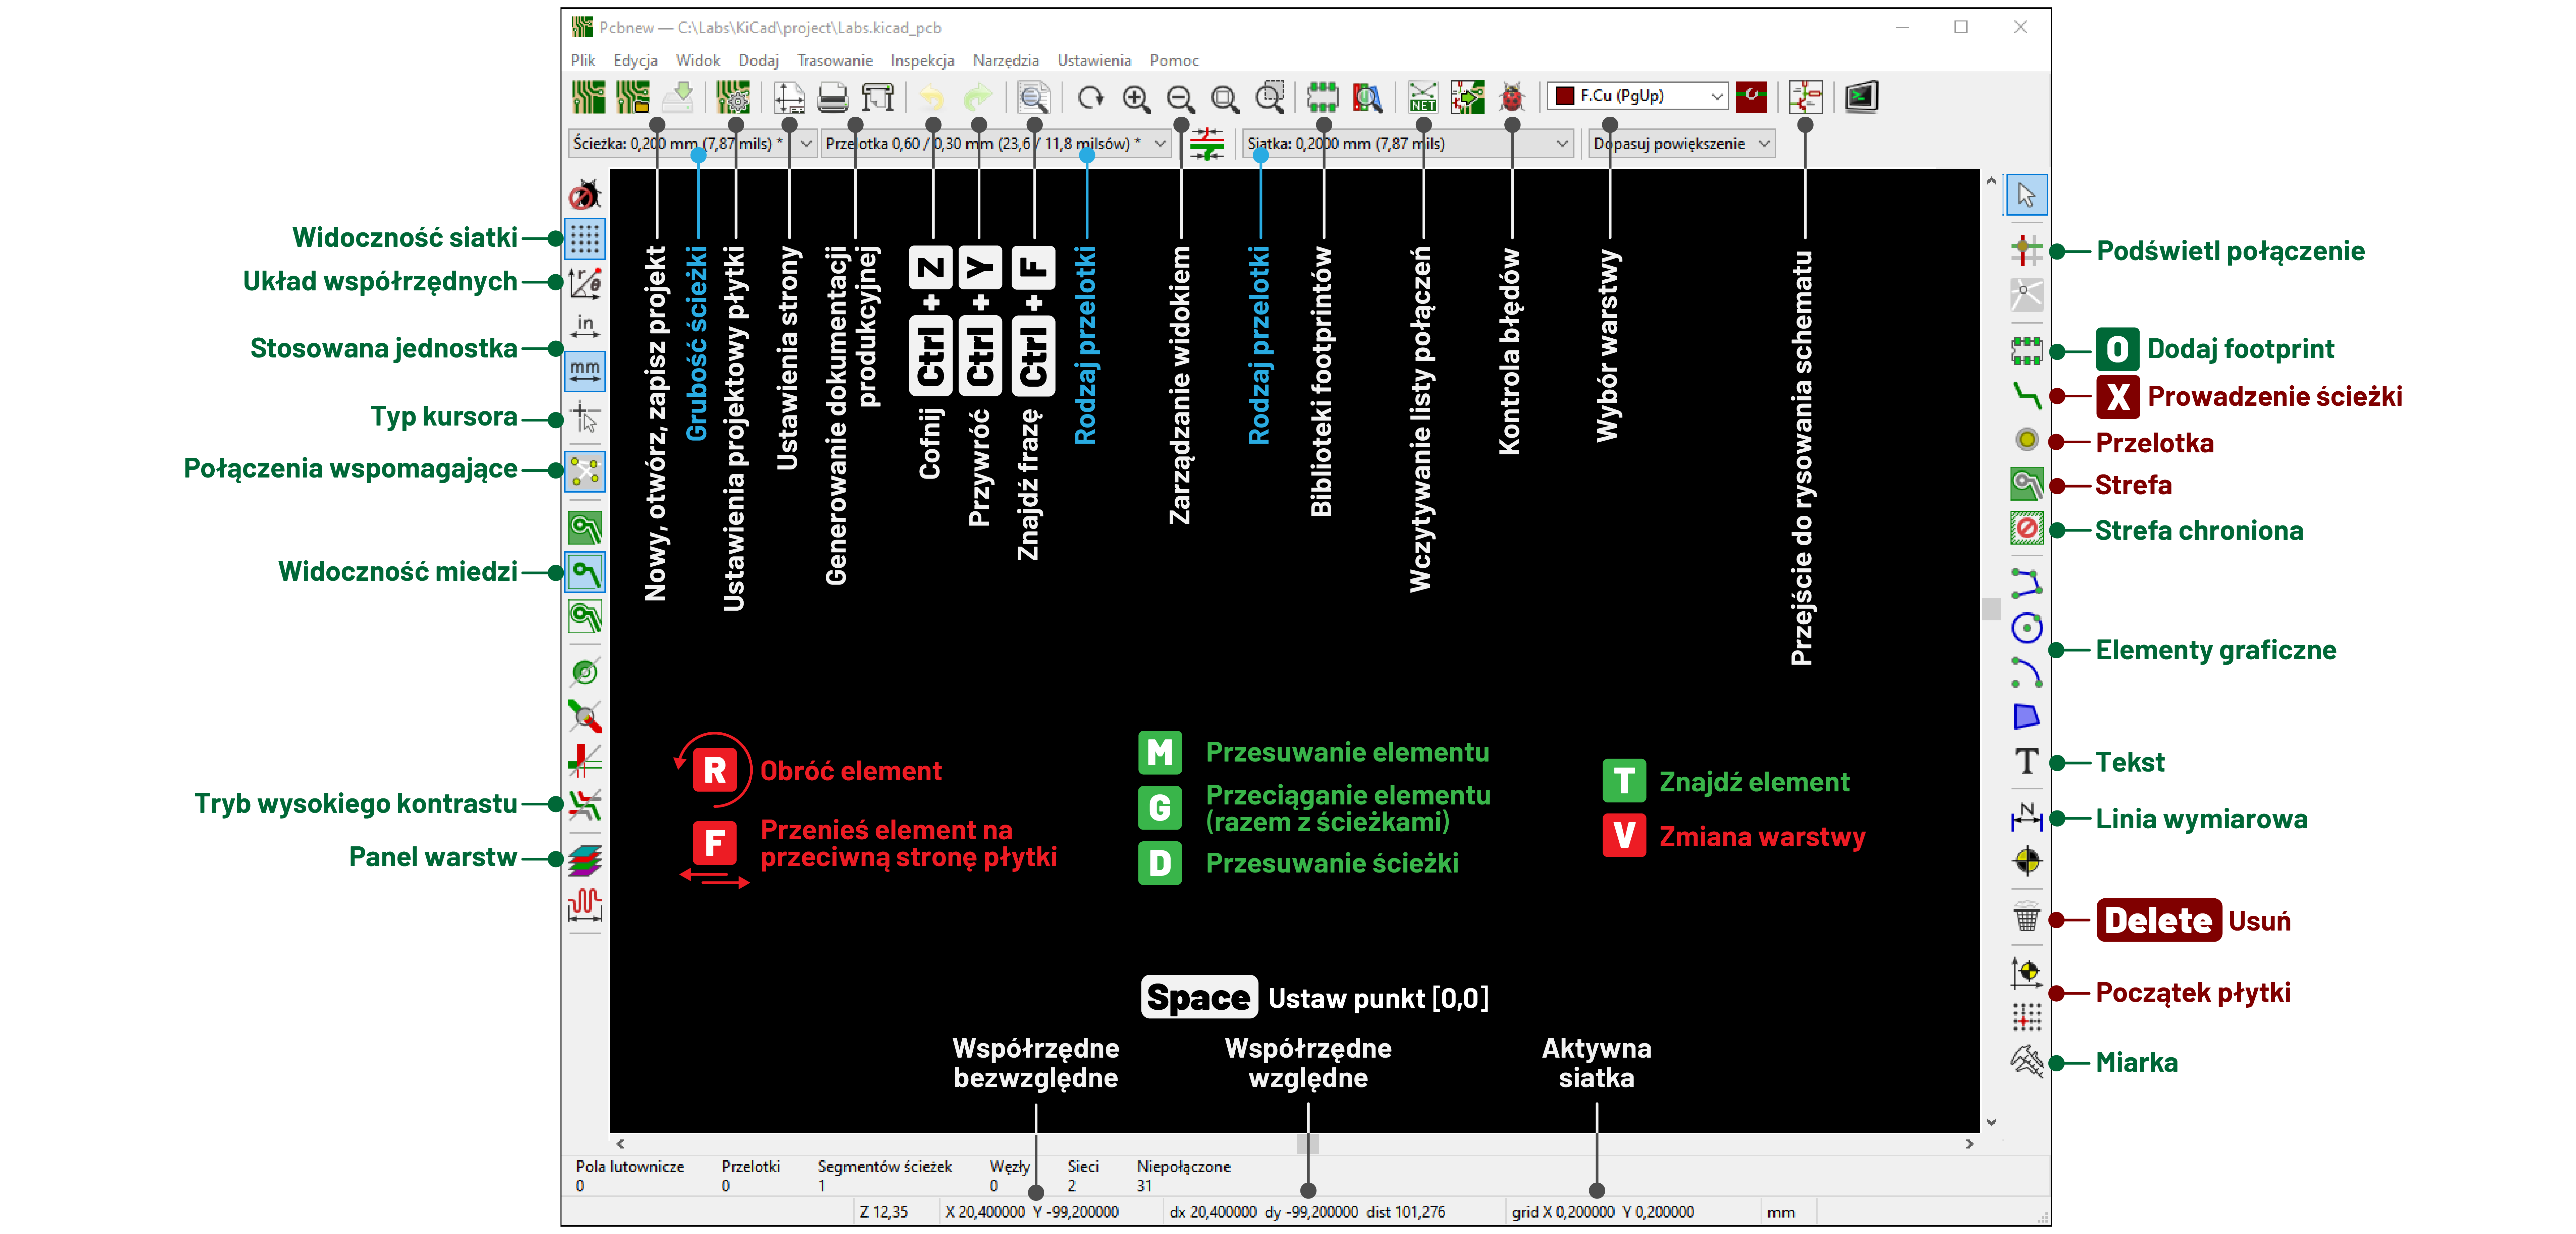 Pcbnew — C:\Labs\KiCad\project\Labs.kicad_pcb
Plik Edycja Widok Dodaj Trasowanie Inspekcja Narzędzia Ustawienia Pomoc
NET
F.Cu (PgUp)
Ścieżka: 0,200 mm (7,87 mils) *
Przelotka 0,60 / 0,30 mm (23,6 / 11,8 milsów) *
Siatka: 0,2000 mm (7,87 mils)
Dopasuj powiększenie
Widoczność siatki
Układ współrzędnych
Stosowana jednostka
Typ kursora
Połączenia wspomagające
Widoczność miedzi
Tryb wysokiego kontrastu
Panel warstw
r
θ
in
mm
Nowy, otwórz, zapisz projekt
Grubość ścieżki
Ustawienia projektowy płytki
Ustawienia strony
Generowanie dokumentacji
produkcyjnej
Cofnij Ctrl + Z
Przywróć Ctrl + Y
Znajdź frazę Ctrl + F
Rodzaj przelotki
Zarządzanie widokiem
Rodzaj przelotki
Biblioteki footprintów
Wczytywanie listy połączeń
Kontrola błędów
Wybór warstwy
Przejście do rysowania schematu
R Obróć element
F Przenieś element na
przeciwną stronę płytki
M Przesuwanie elementu
G Przeciąganie elementu
(razem z ścieżkami)
D Przesuwanie ścieżki
T Znajdź element
V Zmiana warstwy
Space Ustaw punkt [0,0]
Współrzędne
bezwzględne
Współrzędne
względne
Aktywna
siatka
Podświetl połączenie
O Dodaj footprint
X Prowadzenie ścieżki
Przelotka
Strefa
Strefa chroniona
Elementy graficzne
T Tekst
N Linia wymiarowa
Delete Usuń
Początek płytki
Miarka
Pola lutownicze Przelotki Segmentów ścieżek Węzły Sieci Niepołączone
0 0 1 0 2 31
Z 12,35 X 20,400000 Y -99,200000 dx 20,400000 dy -99,200000 dist 101,276 grid X 0,200000 Y 0,200000 mm